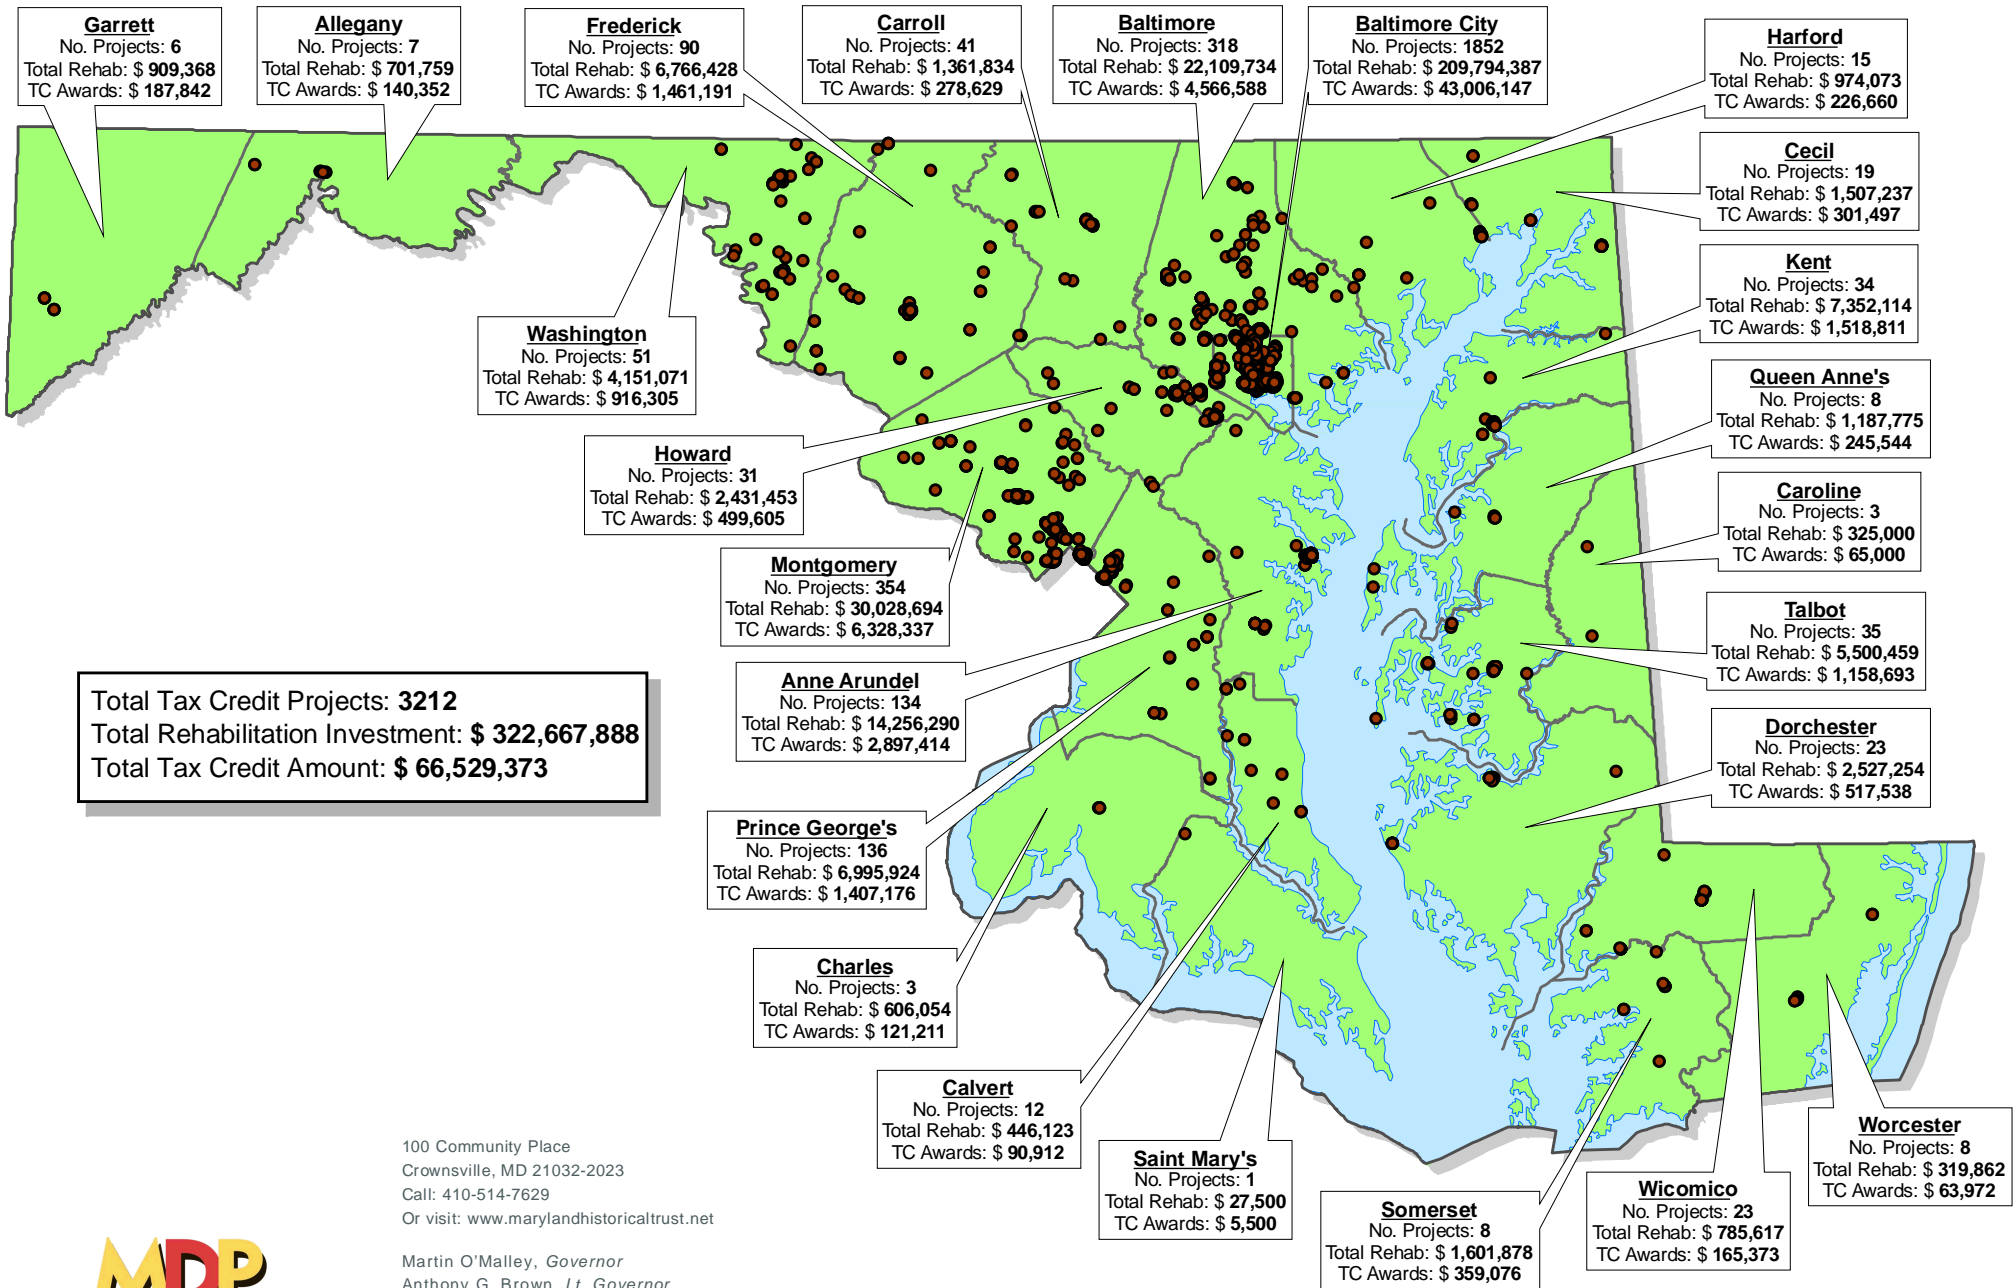 Garrett
No. Projects: 6
Total Rehab: $ 909,368
TC Awards: $ 187,842
Allegany
No. Projects: 7
Total Rehab: $ 701,759
TC Awards: $ 140,352
Frederick
No. Projects: 90
Total Rehab: $ 6,766,428
TC Awards: $ 1,461,191
Carroll
No. Projects: 41
Total Rehab: $ 1,361,834
TC Awards: $ 278,629
Baltimore
No. Projects: 318
Total Rehab: $ 22,109,734
TC Awards: $ 4,566,588
Baltimore City
No. Projects: 1852
Total Rehab: $ 209,794,387
TC Awards: $ 43,006,147
Harford
No. Projects: 15
Total Rehab: $ 974,073
TC Awards: $ 226,660
Cecil
No. Projects: 19
Total Rehab: $ 1,507,237
TC Awards: $ 301,497
Kent
No. Projects: 34
Total Rehab: $ 7,352,114
TC Awards: $ 1,518,811
Washington
No. Projects: 51
Total Rehab: $ 4,151,071
TC Awards: $ 916,305
Queen Anne's
No. Projects: 8
Total Rehab: $ 1,187,775
TC Awards: $ 245,544
Howard
No. Projects: 31
Total Rehab: $ 2,431,453
TC Awards: $ 499,605
Caroline
No. Projects: 3
Total Rehab: $ 325,000
TC Awards: $ 65,000
Montgomery
No. Projects: 354
Total Rehab: $ 30,028,694
TC Awards: $ 6,328,337
Talbot
No. Projects: 35
Total Rehab: $ 5,500,459
TC Awards: $ 1,158,693
Anne Arundel
No. Projects: 134
Total Rehab: $ 14,256,290
TC Awards: $ 2,897,414
Total Tax Credit Projects: 3212
Total Rehabilitation Investment: $ 322,667,888
Total Tax Credit Amount: $ 66,529,373
Dorchester
No. Projects: 23
Total Rehab: $ 2,527,254
TC Awards: $ 517,538
Prince George's
No. Projects: 136
Total Rehab: $ 6,995,924
TC Awards: $ 1,407,176
Charles
No. Projects: 3
Total Rehab: $ 606,054
TC Awards: $ 121,211
Calvert
No. Projects: 12
Total Rehab: $ 446,123
TC Awards: $ 90,912
Saint Mary's
No. Projects: 1
Total Rehab: $ 27,500
TC Awards: $ 5,500
Somerset
No. Projects: 8
Total Rehab: $ 1,601,878
TC Awards: $ 359,076
Wicomico
No. Projects: 23
Total Rehab: $ 785,617
TC Awards: $ 165,373
Worcester
No. Projects: 8
Total Rehab: $ 319,862
TC Awards: $ 63,972
100 Community Place
Crownsville, MD 21032-2023
Call: 410-514-7629
Or visit: www.marylandhistoricaltrust.net
Martin O'Malley, Governor
Anthony G. Brown, Lt. Governor
MDP